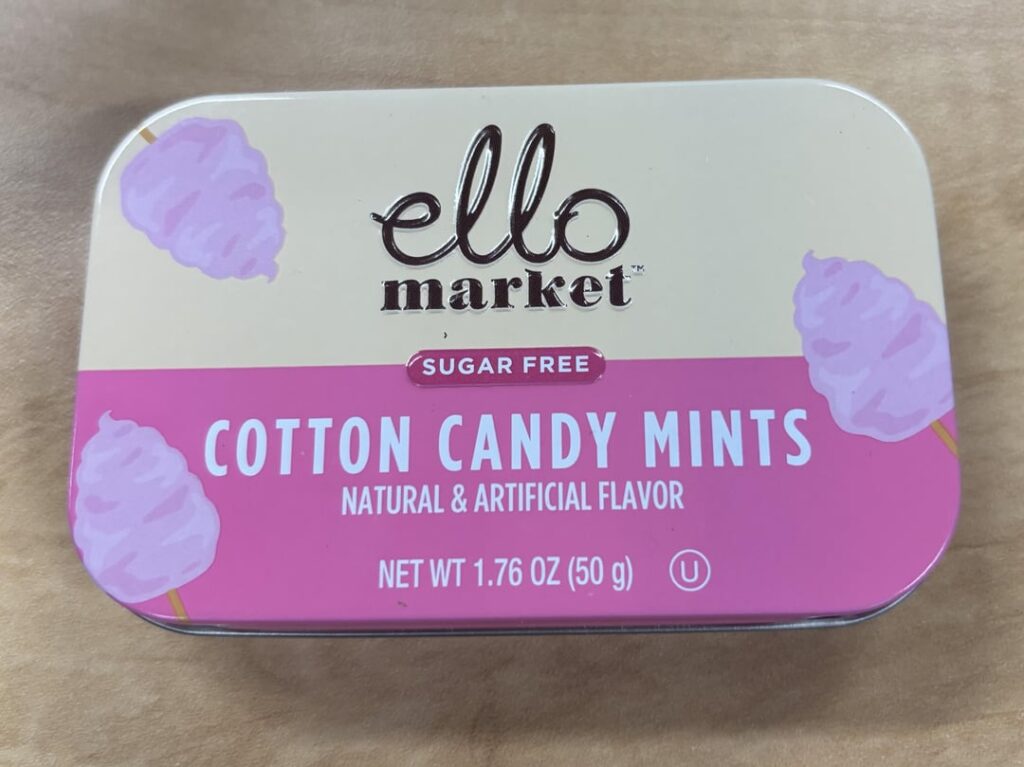 ello
market™
SUGAR FREE
COTTON CANDY MINTS
NATURAL & ARTIFICIAL FLAVOR
NET WT 1.76 OZ (50 g) Ⓤ